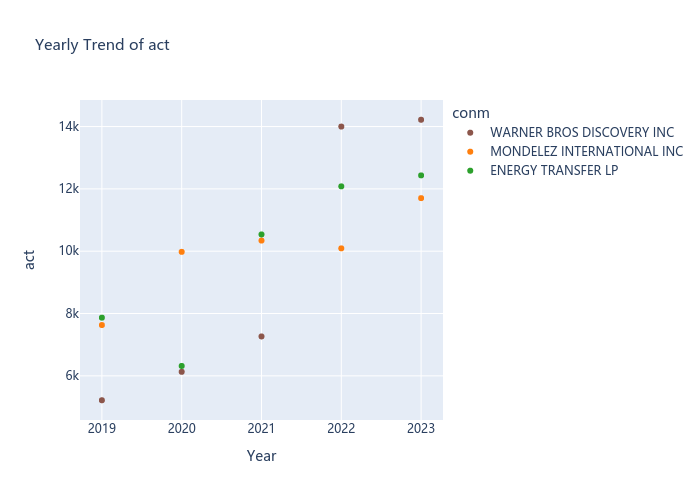 Yearly Trend of act
conm
WARNER BROS DISCOVERY INC
MONDELEZ INTERNATIONAL INC
ENERGY TRANSFER LP
act
14k
12k
10k
8k
6k
2019 2020 2021 2022 2023
Year